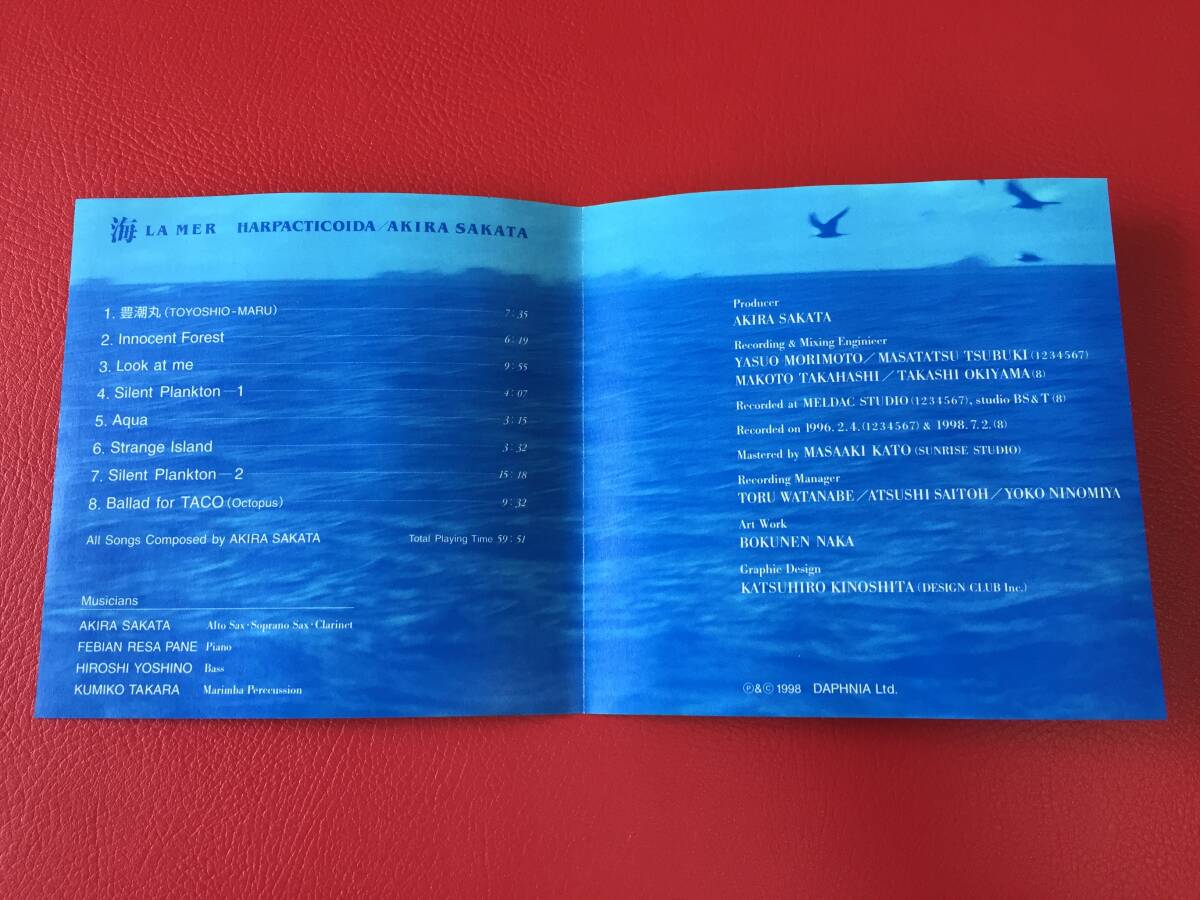 海 LA MER HARPACTICOIDA/AKIRA SAKATA
1. 豊潮丸(TOYOSHIO-MARU) 7:35
2. Innocent Forest 6:19
3. Look at me 9:55
4. Silent Plankton—1 4:07
5. Aqua 3:15
6. Strange Island 3:32
7. Silent Plankton—2 15:18
8. Ballad for TACO(Octopus) 9:32
All Songs Composed by AKIRA SAKATA Total Playing Time 59:51
Musicians
AKIRA SAKATA Alto Sax・Soprano Sax・Clarinet
FEBIAN RESA PANE Piano
HIROSHI YOSHINO Bass
KUMIKO TAKARA Marimba Perccussion
Producer
AKIRA SAKATA
Recording & Mixing Enginieer
YASUO MORIMOTO/MASATATSU TSUBUKI(1234567)
MAKOTO TAKAHASHI/TAKASHI OKIYAMA(8)
Recorded at MELDAC STUDIO(1234567), studio BS&T(8)
Recorded on 1996.2.4.(1234567) & 1998.7.2.(8)
Mastered by MASAAKI KATO(SUNRISE STUDIO)
Recording Manager
TORU WATANABE/ATSUSHI SAITOH/YOKO NINOMIYA
Art Work
BOKUNEN NAKA
Graphic Design
KATSUHIRO KINOSHITA(DESIGN CLUB Inc.)
Ⓟ&Ⓒ1998 DAPHNIA Ltd.